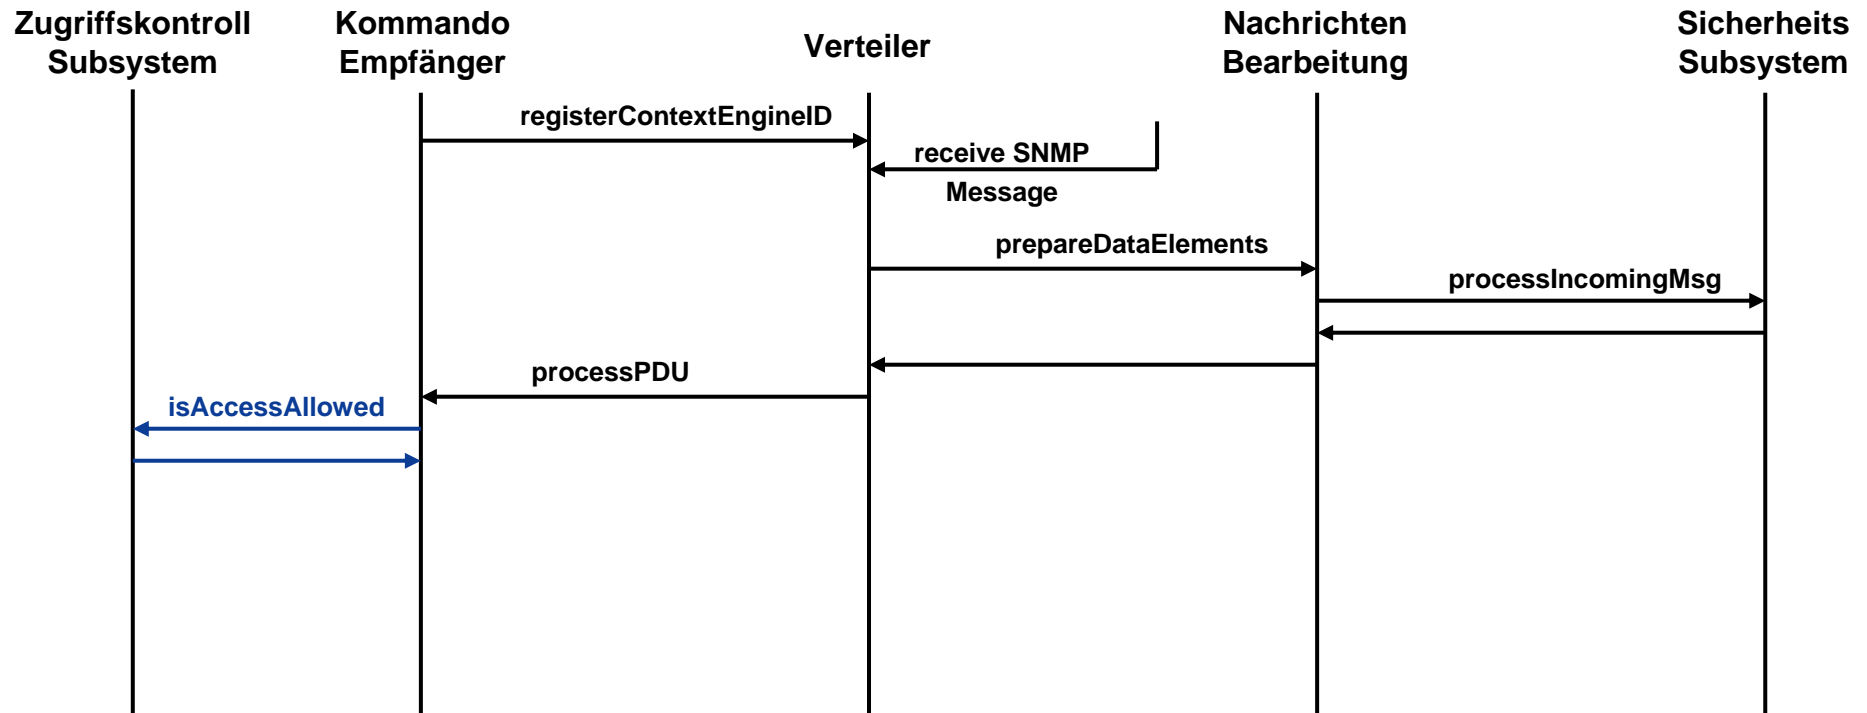 Zugriffskontroll
Subsystem
Kommando
Empfänger
Verteiler
Nachrichten
Bearbeitung
Sicherheits
Subsystem
registerContextEngineID
receive SNMP
Message
prepareDataElements
processIncomingMsg
processPDU
isAccessAllowed